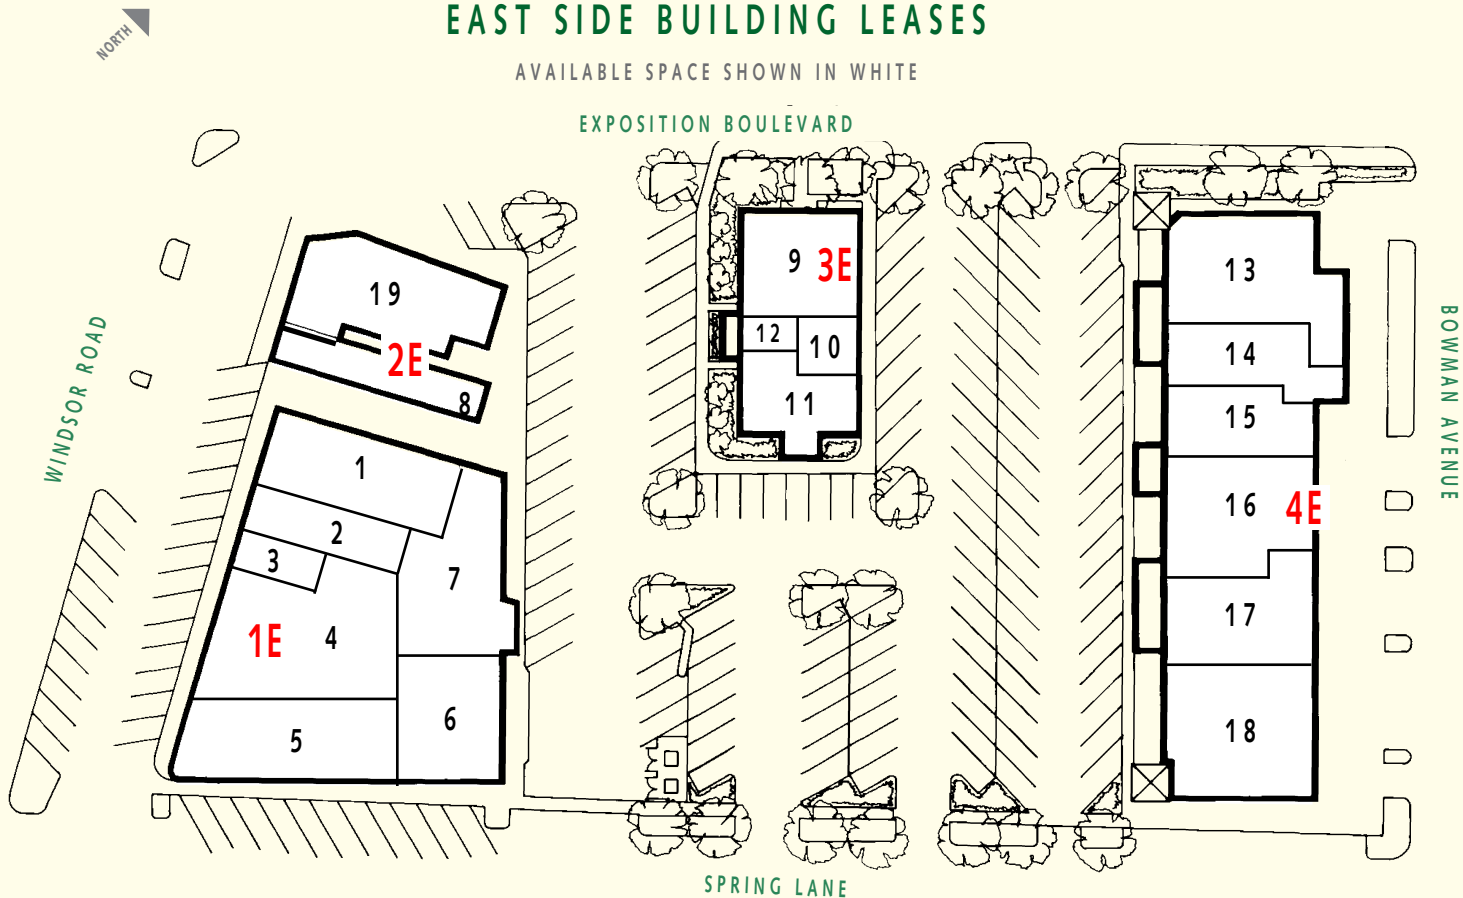 EAST SIDE BUILDING LEASES
NORTH
AVAILABLE SPACE SHOWN IN WHITE
EXPOSITION BOULEVARD
WINDSOR ROAD
BOWMAN AVENUE
19
2E
8
1
2
3
7
1E
4
5
6
9
3E
12
10
11
13
14
15
16
4E
17
18
SPRING LANE